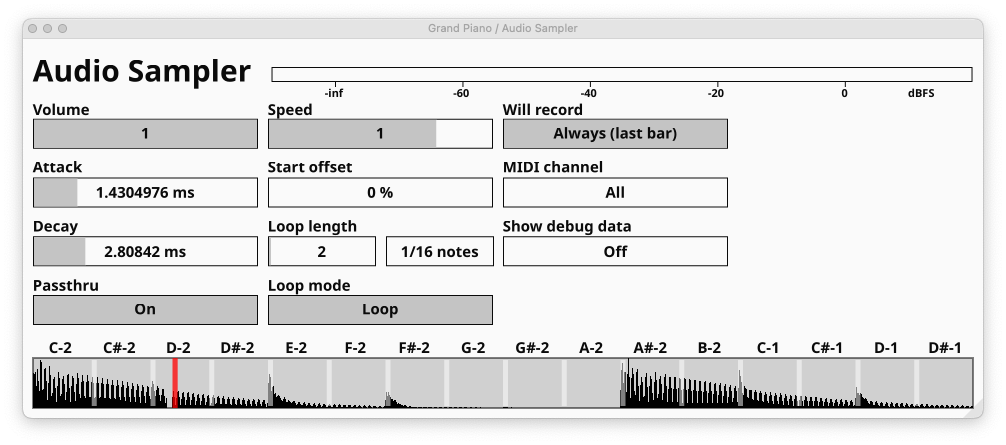 Grand Piano / Audio Sampler
Audio Sampler
-inf -60 -40 -20 0 dBFS
Volume Speed Will record
1 1 Always (last bar)
Attack Start offset MIDI channel
1.4304976 ms 0 % All
Decay Loop length Show debug data
2.80842 ms 2 1/16 notes Off
Passthru Loop mode
On Loop
C-2 C#-2 D-2 D#-2 E-2 F-2 F#-2 G-2 G#-2 A-2 A#-2 B-2 C-1 C#-1 D-1 D#-1